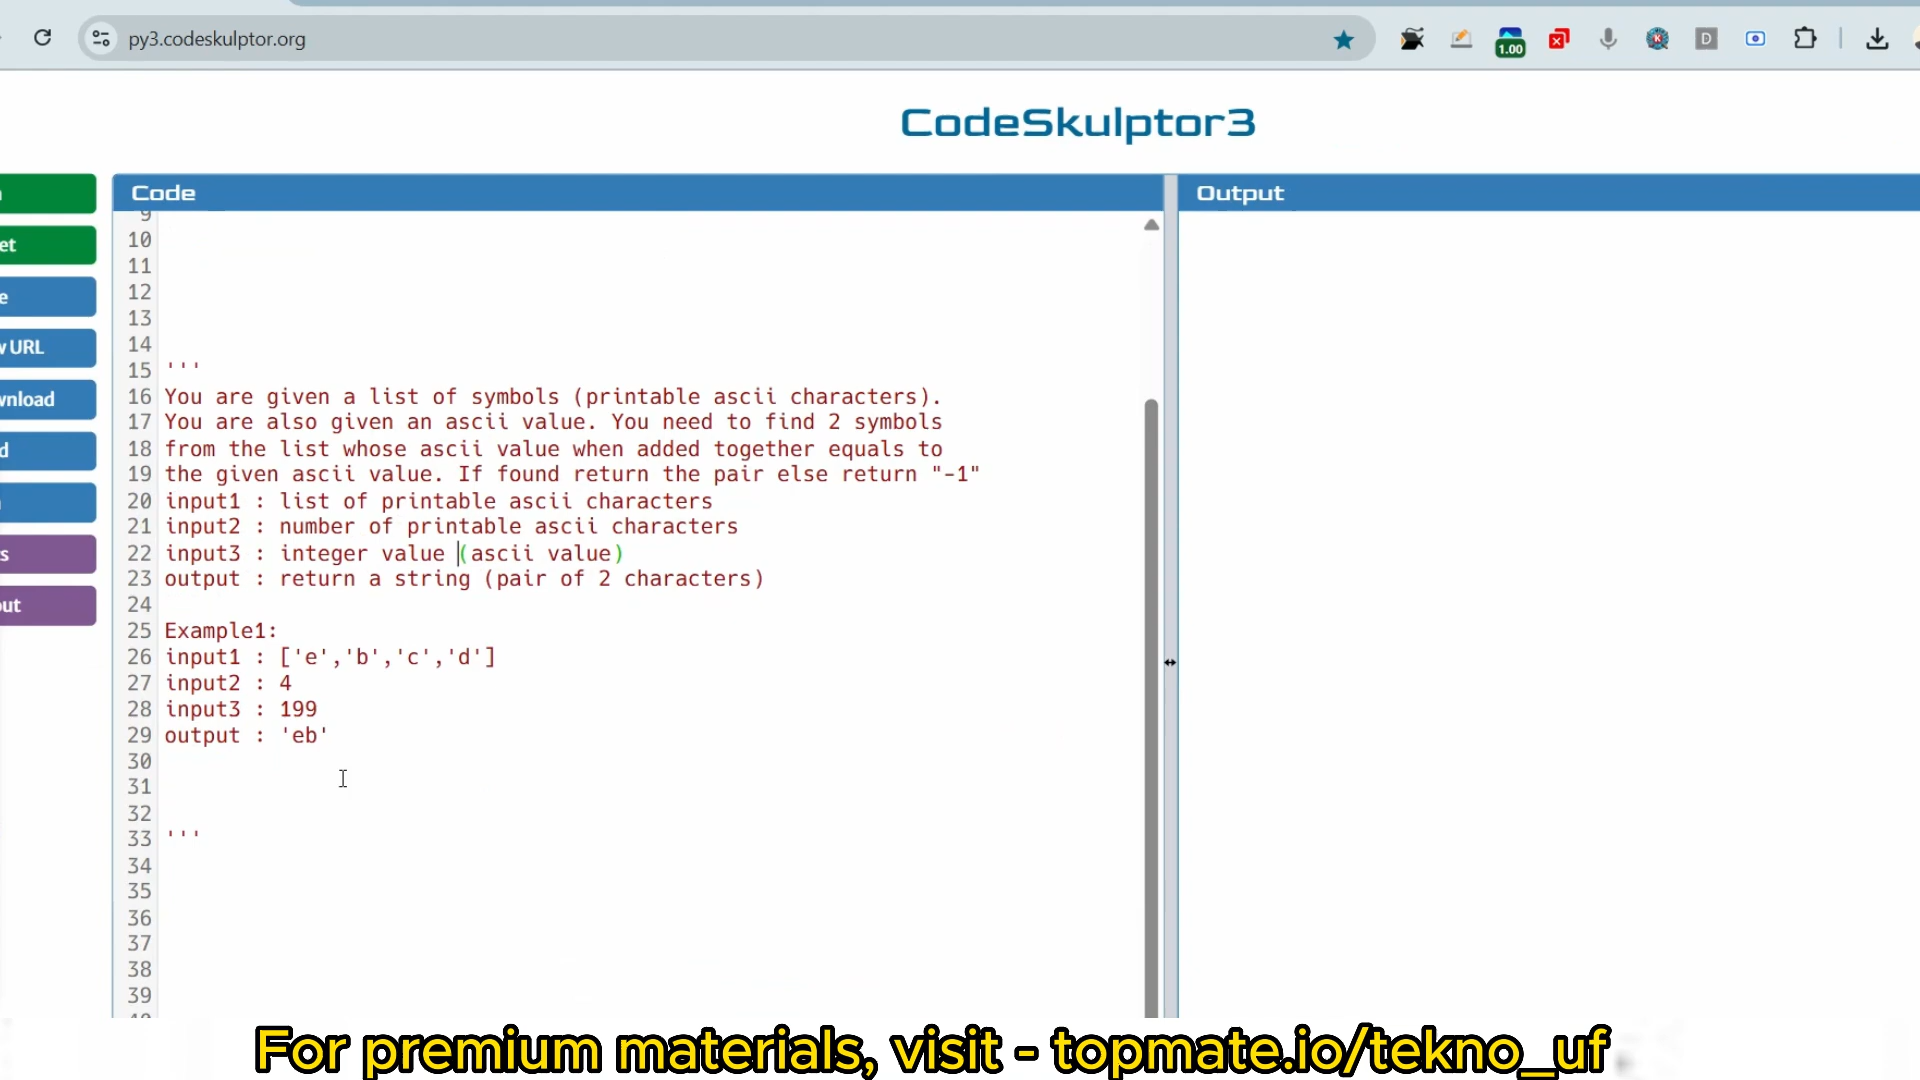 py3.codeskulptor.org
1.00
D
CodeSkulptor3
Code
Output
et
e
w URL
wnload
d
s
out
9
10
11
12
13
14
15 '''
16 You are given a list of symbols (printable ascii characters).
17 You are also given an ascii value. You need to find 2 symbols
18 from the list whose ascii value when added together equals to
19 the given ascii value. If found return the pair else return "-1"
20 input1 : list of printable ascii characters
21 input2 : number of printable ascii characters
22 input3 : integer value (ascii value)
23 output : return a string (pair of 2 characters)
24
25 Example1:
26 input1 : ['e','b','c','d']
27 input2 : 4
28 input3 : 199
29 output : 'eb'
30
31
32
33 '''
34
35
36
37
38
39
For premium materials, visit - topmate.io/tekno_uf